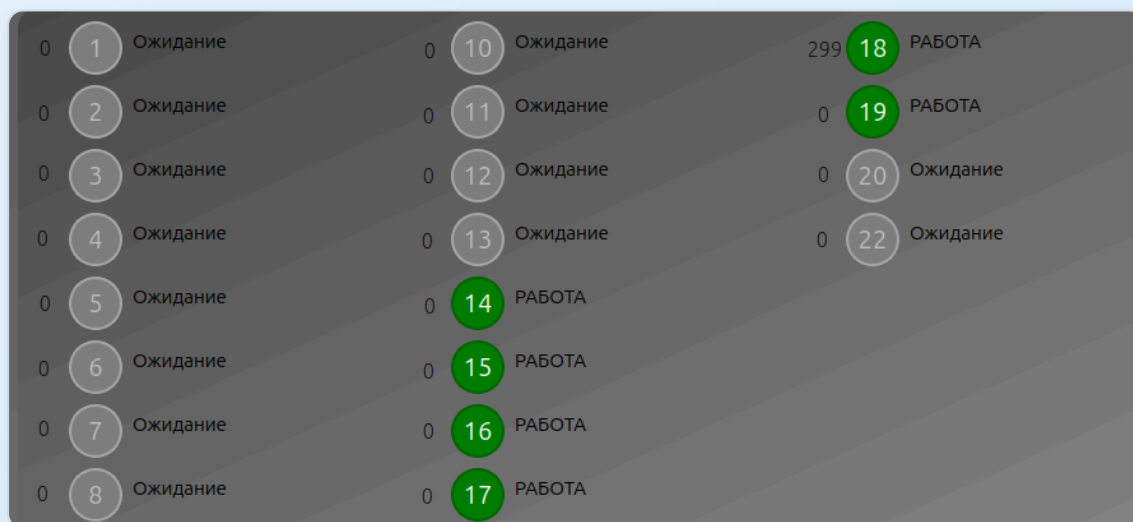 0 1 Ожидание
0 2 Ожидание
0 3 Ожидание
0 4 Ожидание
0 5 Ожидание
0 6 Ожидание
0 7 Ожидание
0 8 Ожидание
0 10 Ожидание
0 11 Ожидание
0 12 Ожидание
0 13 Ожидание
0 14 РАБОТА
0 15 РАБОТА
0 16 РАБОТА
0 17 РАБОТА
299 18 РАБОТА
0 19 РАБОТА
0 20 Ожидание
0 22 Ожидание